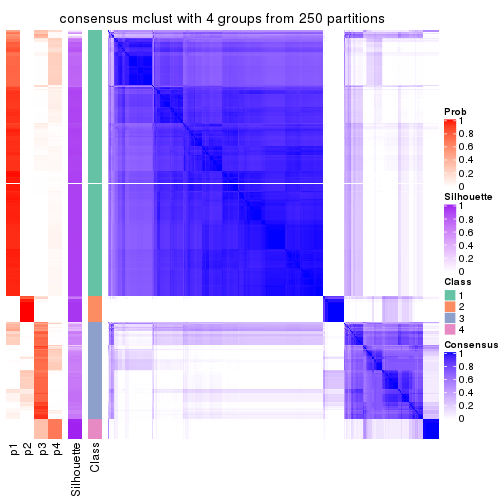 consensus mclust with 4 groups from 250 partitions
Prob
1
0.8
0.6
0.4
0.2
0
Silhouette
1
0.8
0.6
0.4
0.2
0
Class
1
2
3
4
Consensus
1
0.8
0.6
0.4
0.2
0
p1
p2
p3
p4
Silhouette
Class